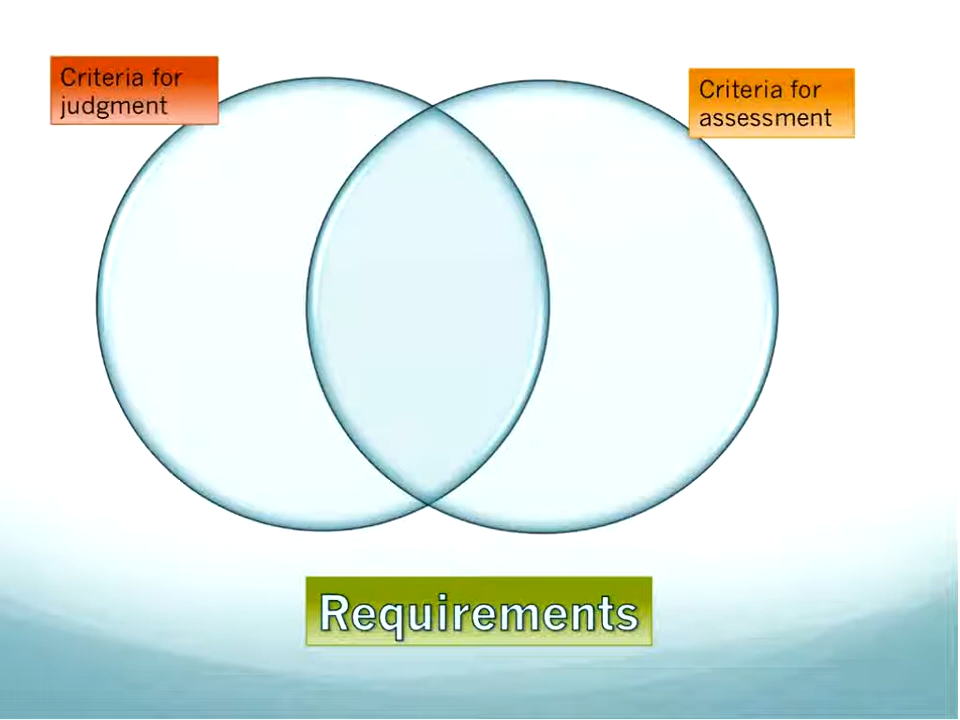 Criteria for
judgment
Criteria for
assessment
Requirements